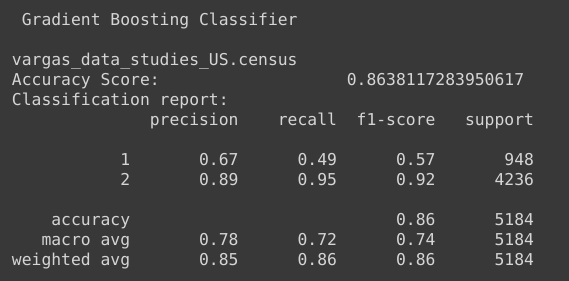 Gradient Boosting Classifier
vargas_data_studies_US.census
Accuracy Score: 0.8638117283950617
Classification report:
precision recall f1-score support
1 0.67 0.49 0.57 948
2 0.89 0.95 0.92 4236
accuracy 0.86 5184
macro avg 0.78 0.72 0.74 5184
weighted avg 0.85 0.86 0.86 5184